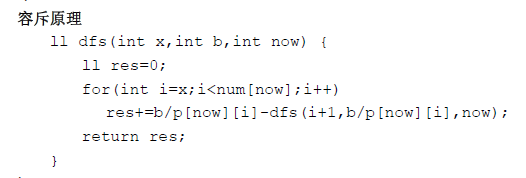 容斥原理
ll dfs(int x,int b,int now) {
ll res=0;
for(int i=x;i<num[now];i++)
res+=b/p[now][i]-dfs(i+1,b/p[now][i],now);
return res;
}